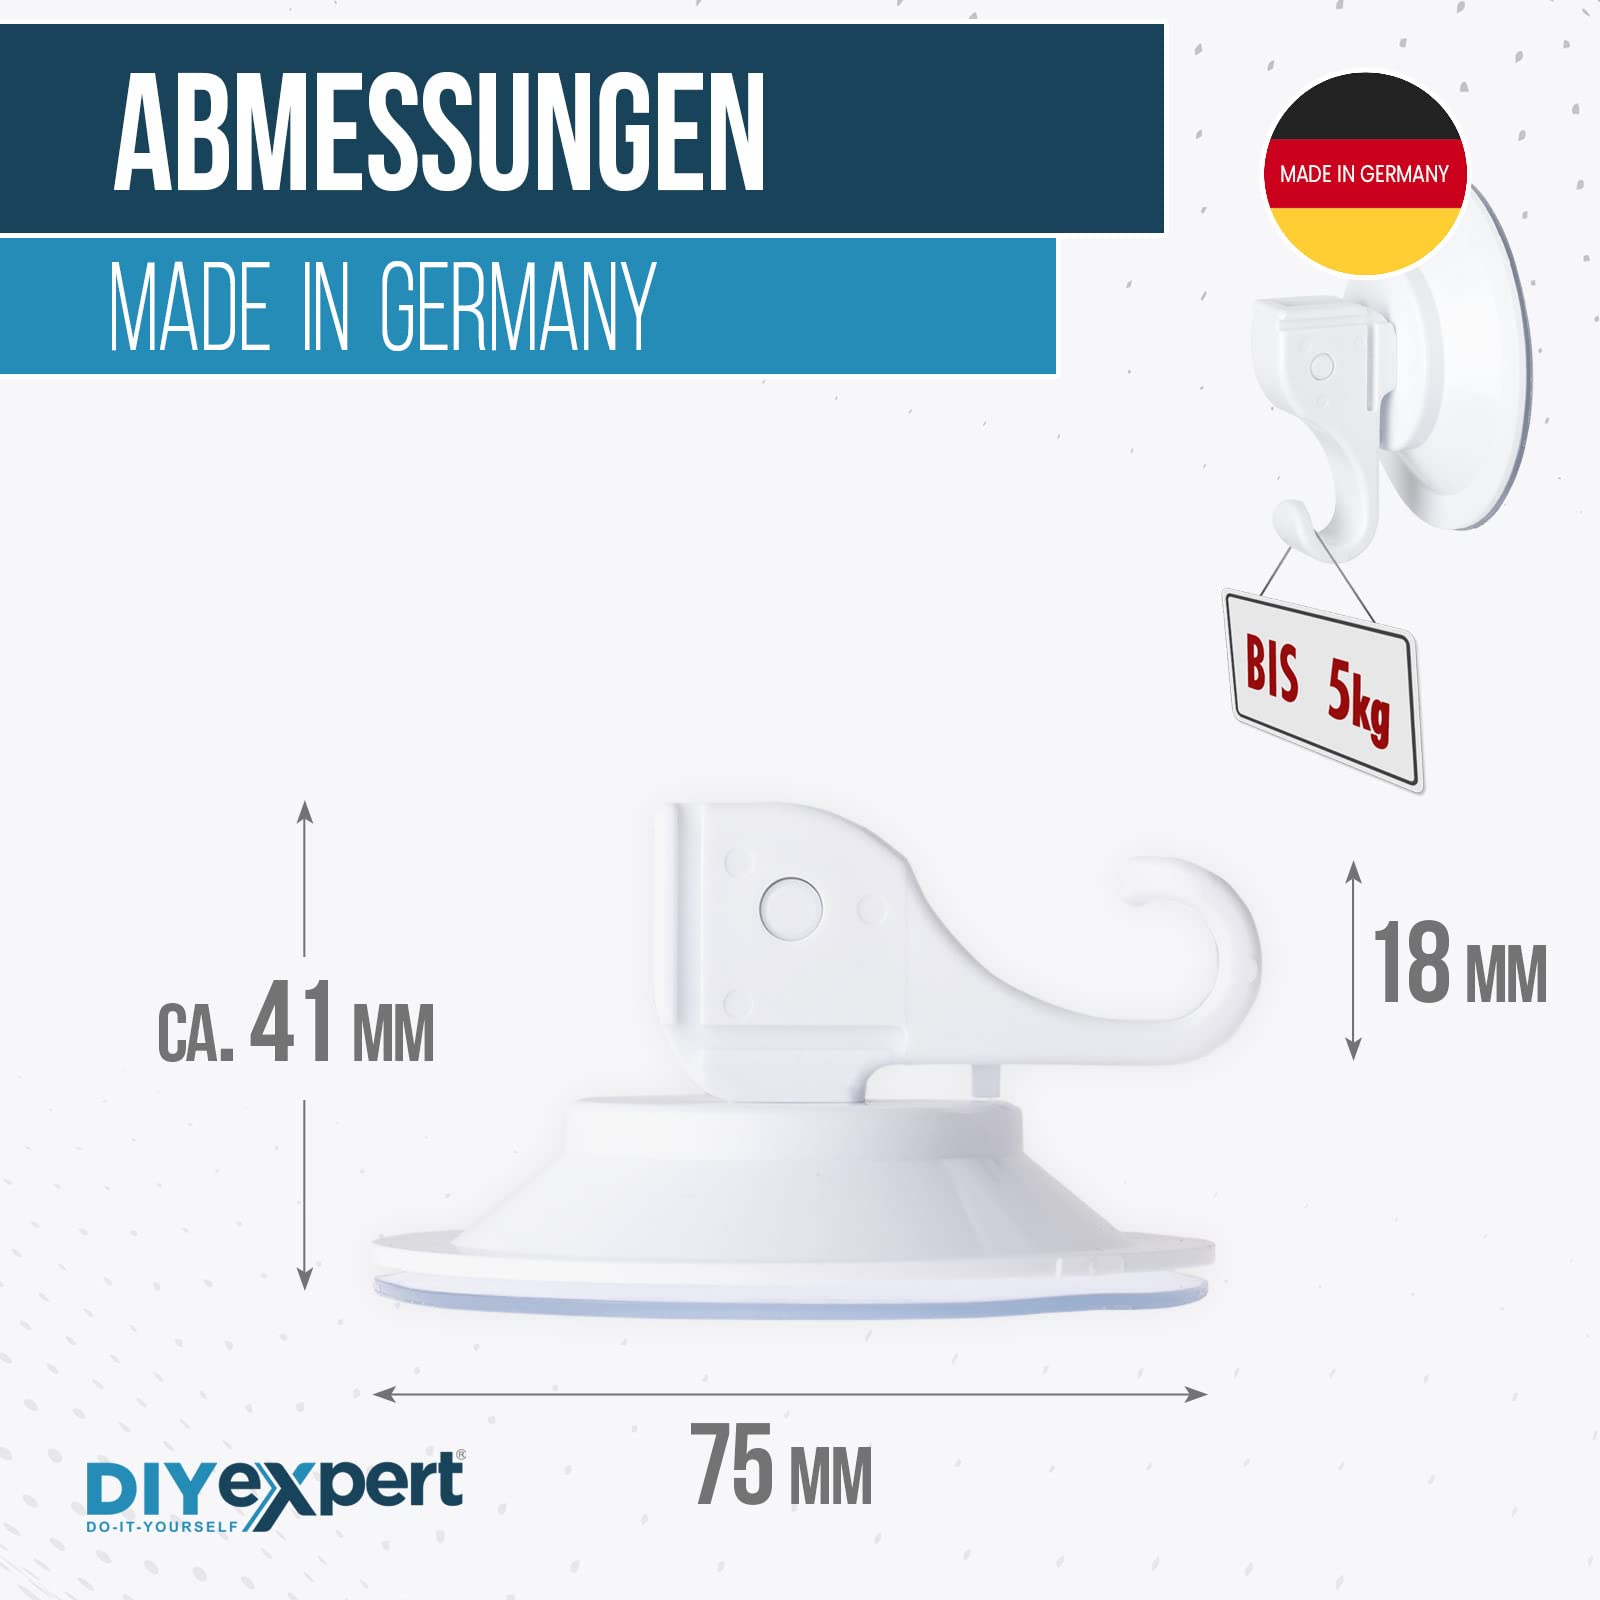 ABMESSUNGEN
MADE IN GERMANY
MADE IN GERMANY
BIS 5kg
CA. 41 MM
18 MM
75 MM
DIYexpert®
DO-IT-YOURSELF